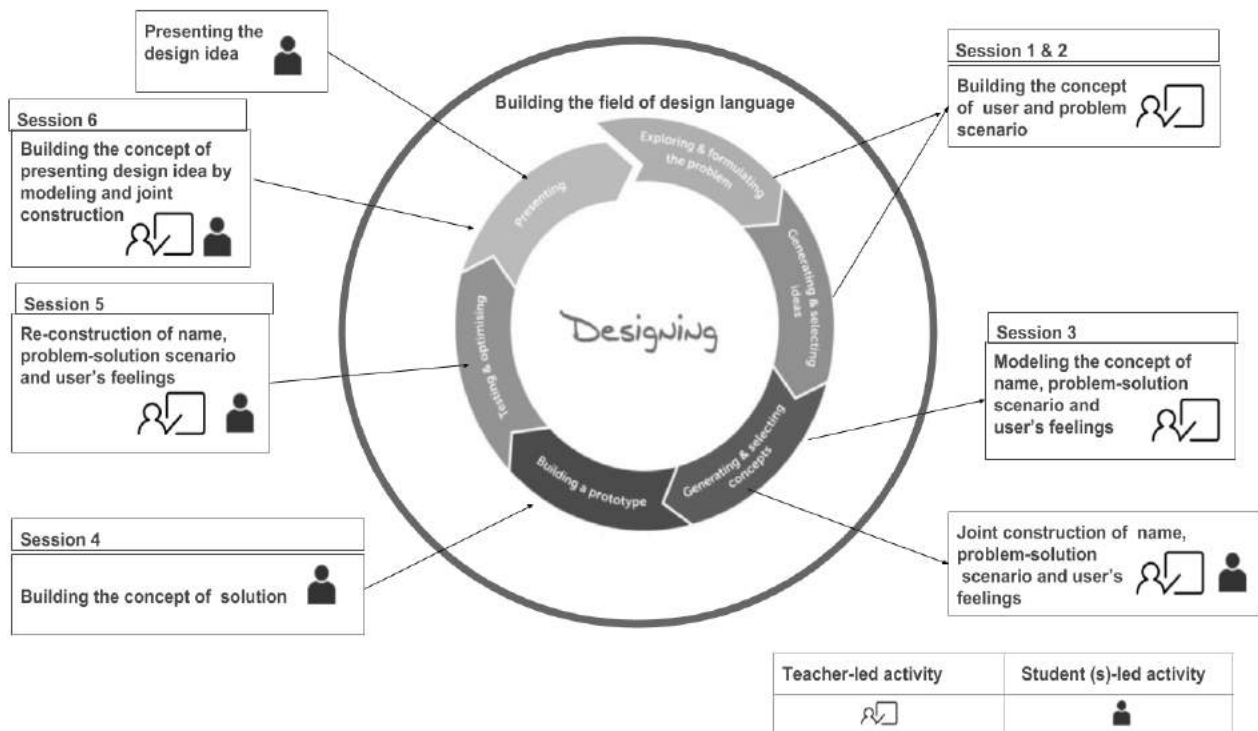 Presenting the
design idea
Session 6
Building the concept of
presenting design idea by
modeling and joint
construction
Session 5
Re-construction of name,
problem-solution scenario
and user's feelings
Session 4
Building the concept of solution
Building the field of design language
Exploring & formulating
the problem
Generating & selecting
ideas
Generating & selecting
concepts
Building a prototype
Testing & optimising
Presenting
Designing
Session 1 & 2
Building the concept
of user and problem
scenario
Session 3
Modeling the concept of
name, problem-solution
scenario and
user's feelings
Joint construction of name,
problem-solution
scenario and user's
feelings
Teacher-led activity
Student (s)-led activity